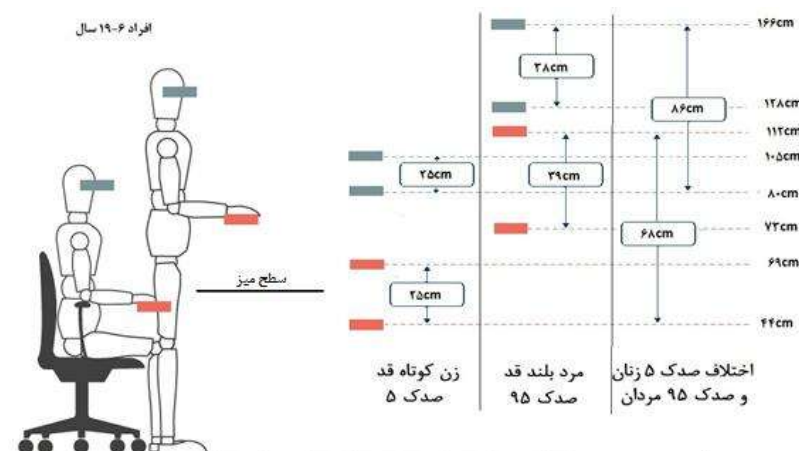 افراد ۶-۱۹ سال
۱۶۶cm
۳۸cm
۱۲۸cm
۸۶cm
۱۱۲cm
۱۰۵cm
۲۵cm
۳۹cm
۸۰cm
۷۳cm
۶۸cm
۶۹cm
سطح میز
۲۵cm
۴۴cm
زن کوتاه قد
صدک ۵
مرد بلند قد
صدک ۹۵
اختلاف صدک ۵ زنان
و صدک ۹۵ مردان